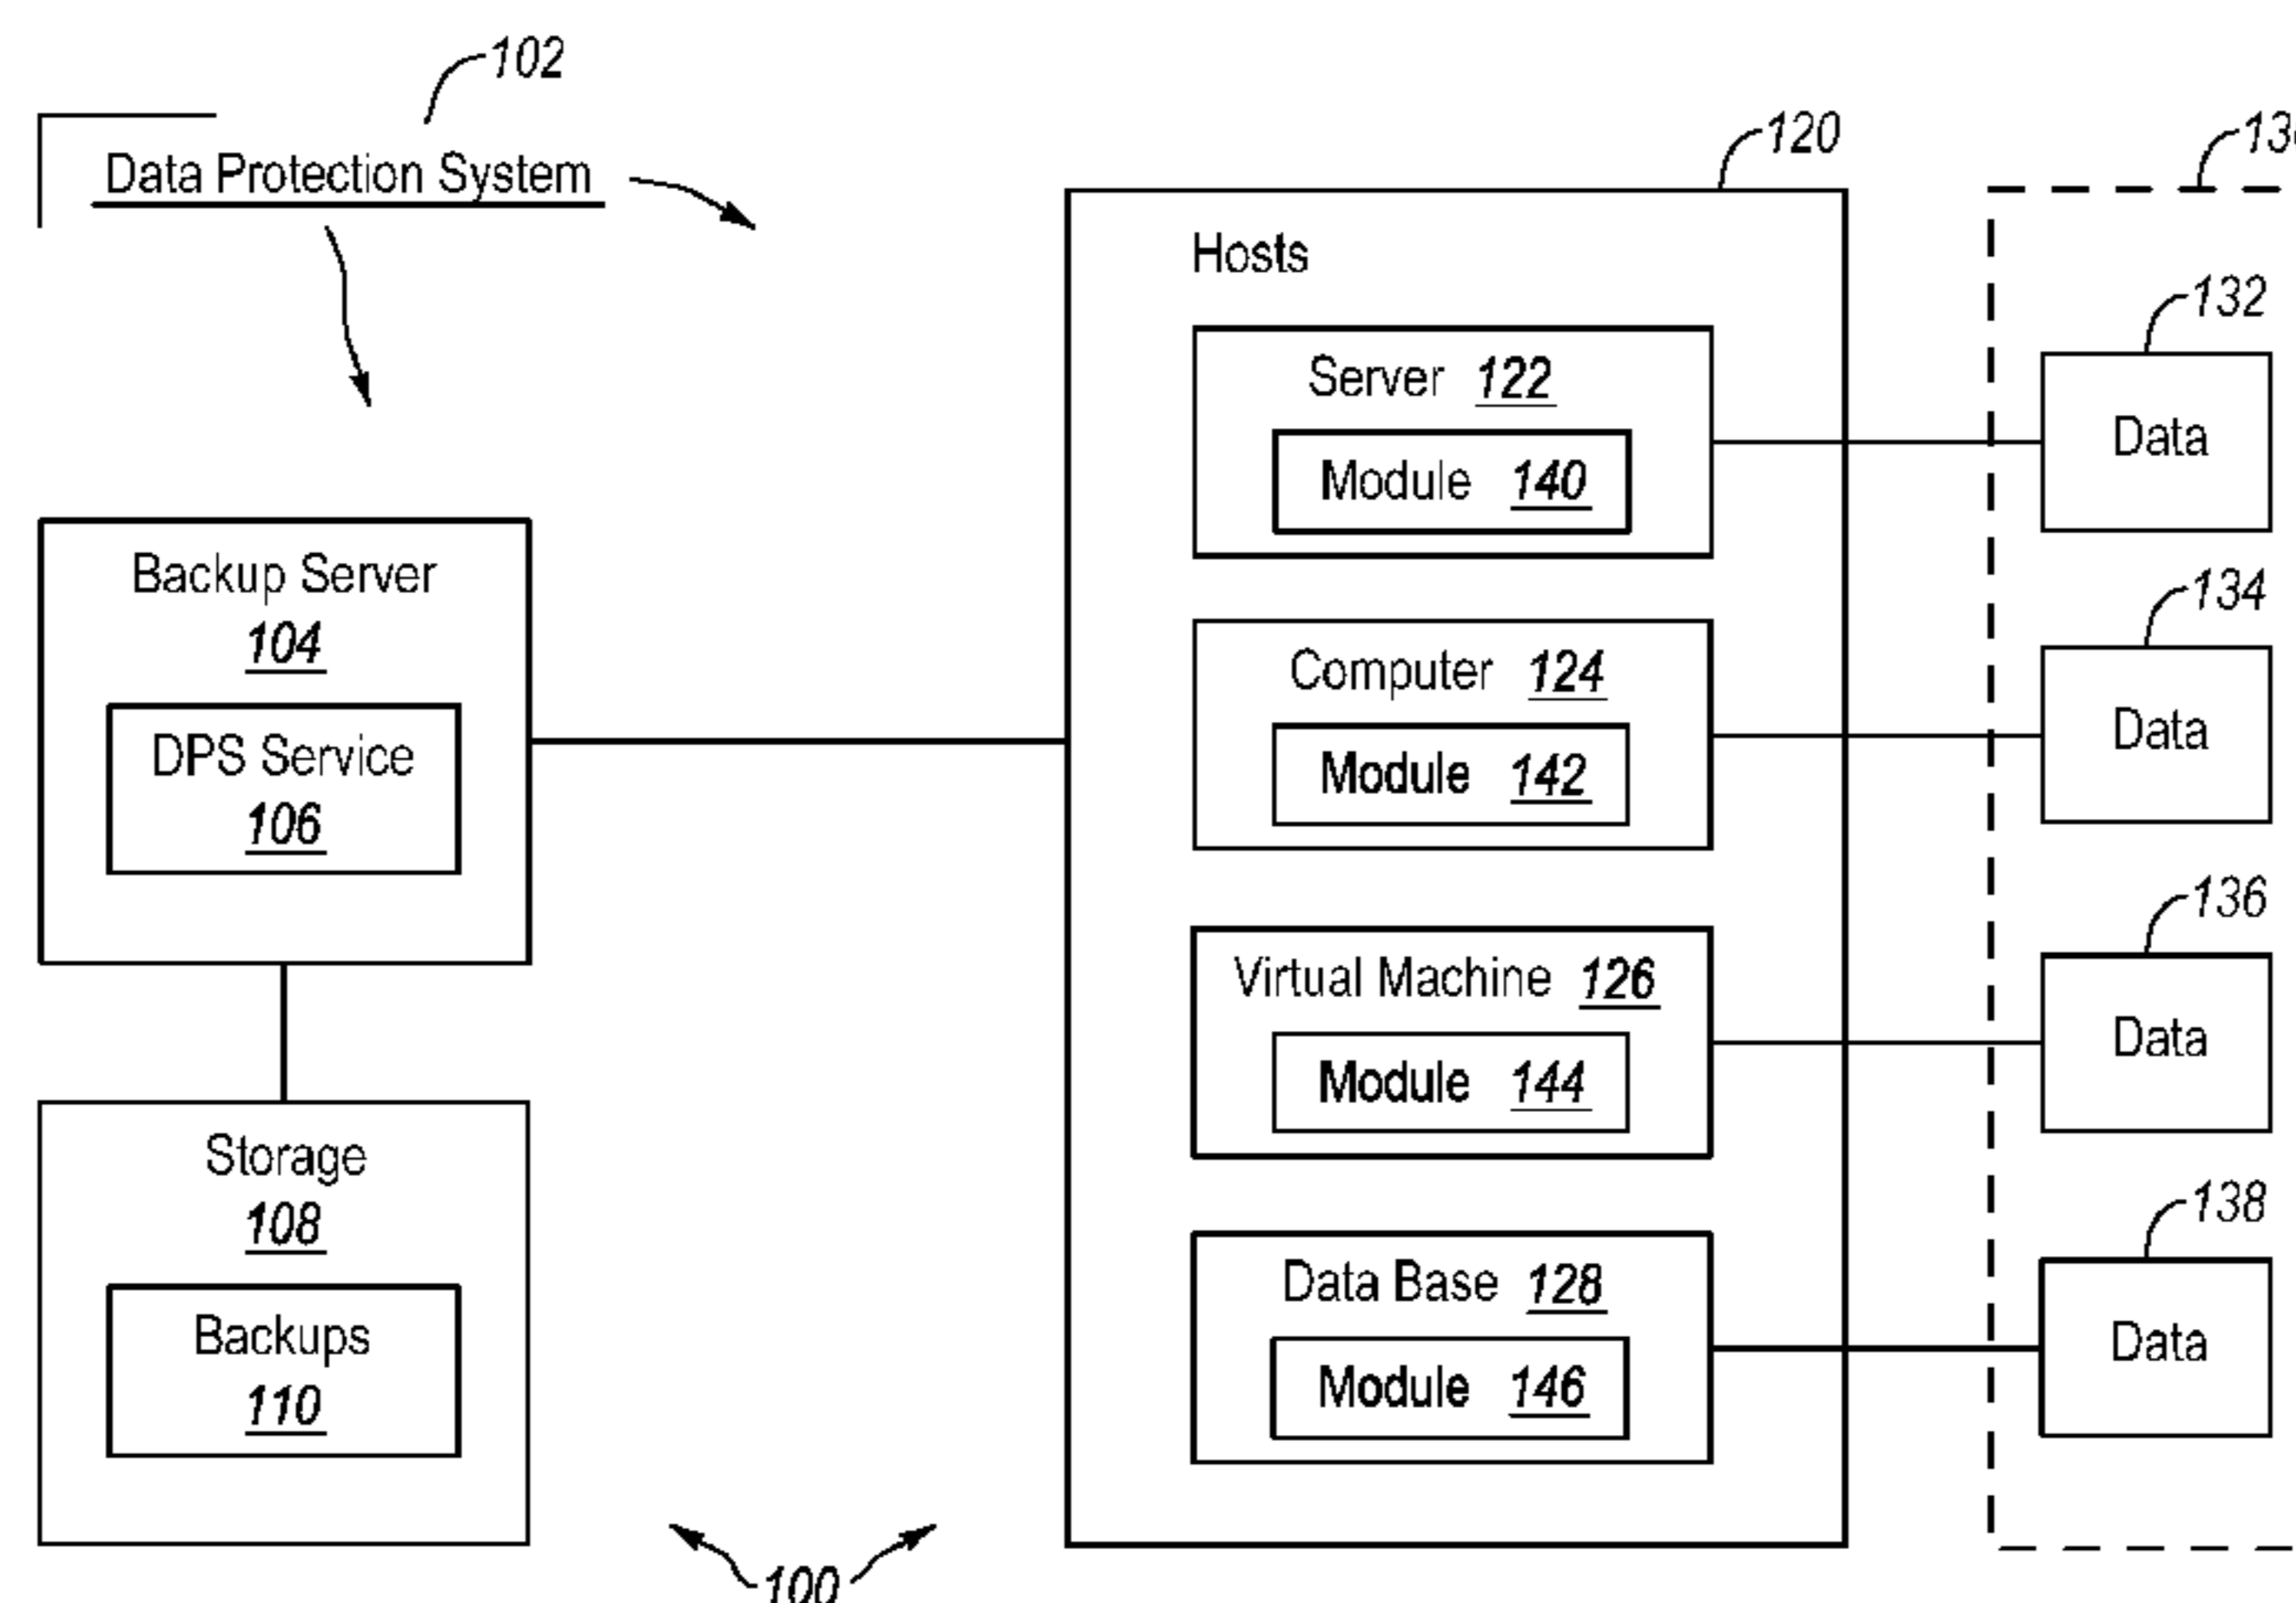 102
Data Protection System
120
132
Hosts
Server 122
Module 140
Data
Backup Server
104
DPS Service
106
134
Computer 124
Module 142
Data
136
Virtual Machine 126
Module 144
Data
Storage
108
Backups
110
138
Data Base 128
Module 146
Data
100